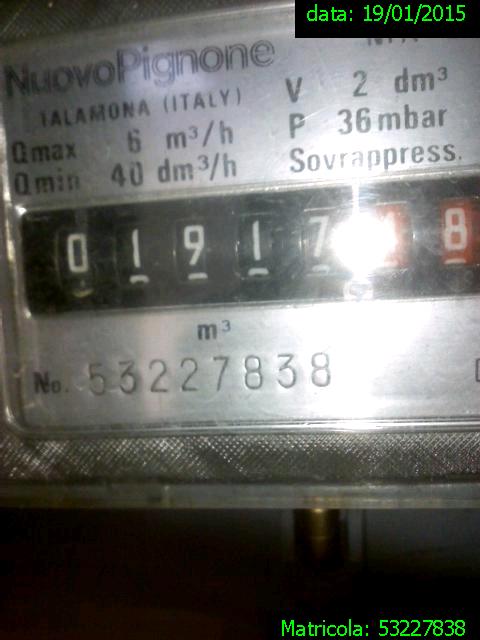 data: 19/01/2015
NuovoPignone
TALAMONA (ITALY)
V 2 dm³
Qmax 6 m³/h
P 36 mbar
Qmin 40 dm³/h
Sovrappress.
0 1 9 1 7 8
m³
No. 53227838
Matricola: 53227838